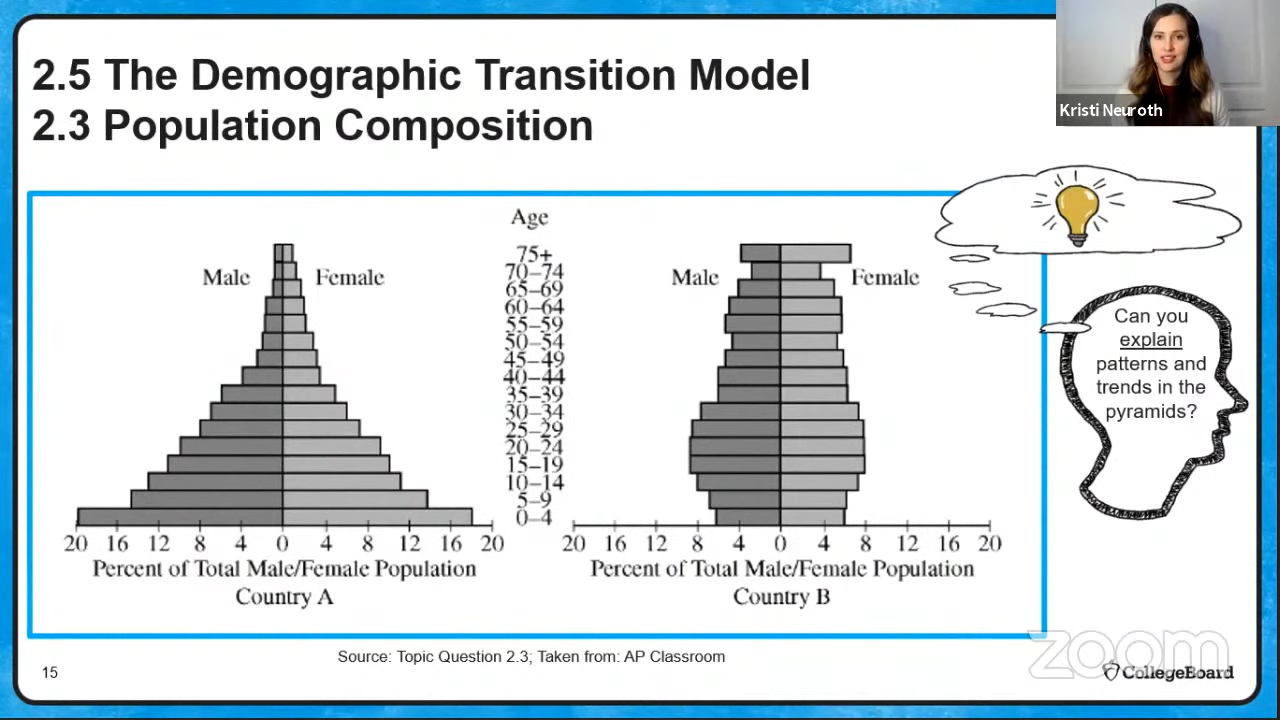 2.5 The Demographic Transition Model
2.3 Population Composition
Kristi Neuroth
Age
Male
Female
75+
70–74
65–69
60–64
55–59
50–54
45–49
40–44
35–39
30–34
25–29
20–24
15–19
10–14
5–9
0–4
20 16 12 8 4 0 4 8 12 16 20
Percent of Total Male/Female Population
Country A
Male
Female
20 16 12 8 4 0 4 8 12 16 20
Percent of Total Male/Female Population
Country B
Can you
explain
patterns and
trends in the
pyramids?
Source: Topic Question 2.3; Taken from: AP Classroom
15
zoom
CollegeBoard